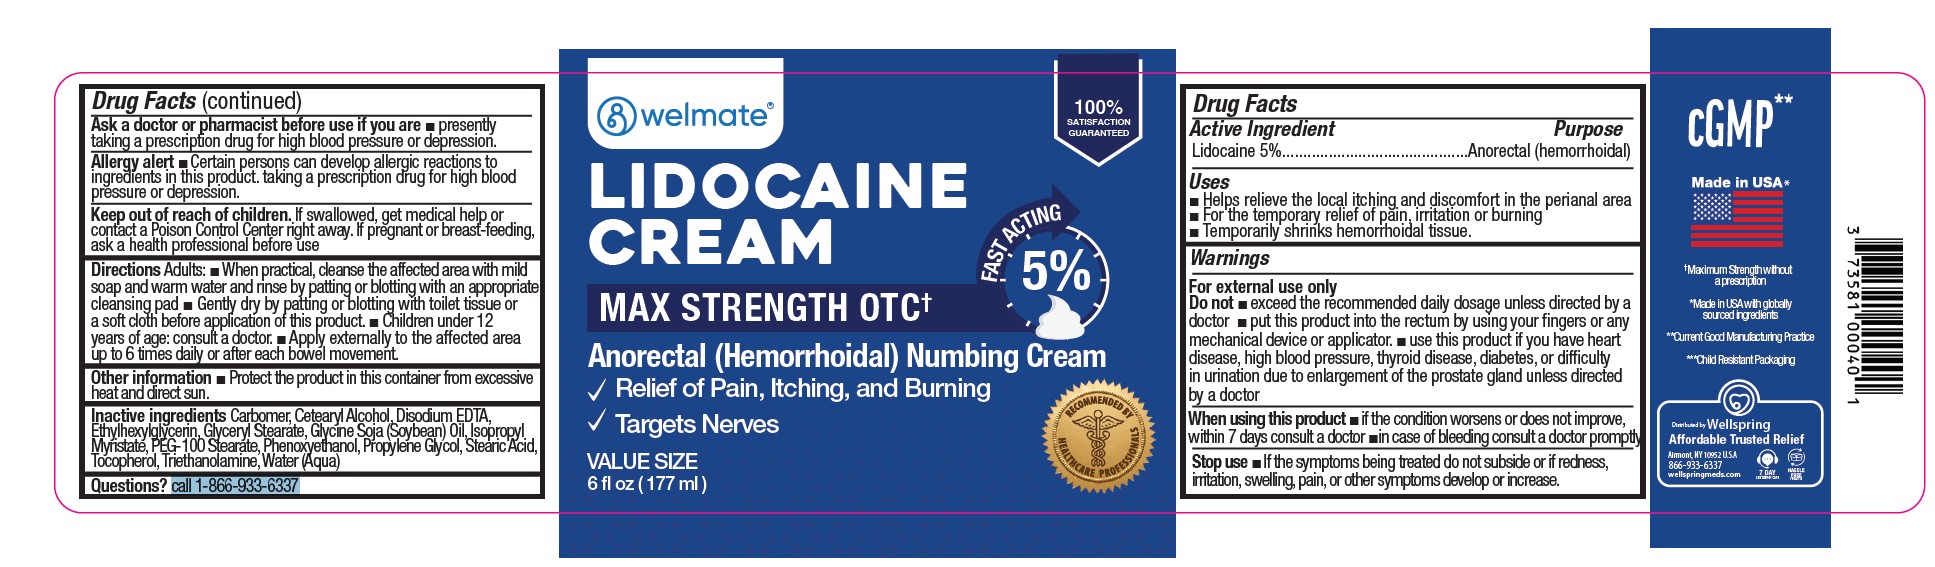 Drug Facts (continued)
Ask a doctor or pharmacist before use if you are ▪ presently
taking a prescription drug for high blood pressure or depression.
Allergy alert ▪ Certain persons can develop allergic reactions to
ingredients in this product. taking a prescription drug for high blood
pressure or depression.
Keep out of reach of children. If swallowed, get medical help or
contact a Poison Control Center right away. If pregnant or breast-feeding,
ask a health professional before use
Directions Adults: ▪ When practical, cleanse the affected area with mild
soap and warm water and rinse by patting or blotting with an appropriate
cleansing pad ▪ Gently dry by patting or blotting with toilet tissue or
a soft cloth before application of this product. ▪ Children under 12
years of age: consult a doctor. ▪ Apply externally to the affected area
up to 6 times daily or after each bowel movement.
Other information ▪ Protect the product in this container from excessive
heat and direct sun.
Inactive ingredients Carbomer, Cetearyl Alcohol, Disodium EDTA,
Ethylhexylglycerin, Glyceryl Stearate, Glycine Soja (Soybean) Oil, Isopropyl
Myristate, PEG-100 Stearate, Phenoxyethanol, Propylene Glycol, Stearic Acid,
Tocopherol, Triethanolamine, Water (Aqua)
Questions? call 1-866-933-6337
welmate®
100%
SATISFACTION
GUARANTEED
LIDOCAINE
CREAM
FAST ACTING
5%
MAX STRENGTH OTC†
Anorectal (Hemorrhoidal) Numbing Cream
✓ Relief of Pain, Itching, and Burning
✓ Targets Nerves
VALUE SIZE
6 fl oz ( 177 ml )
RECOMMENDED BY
HEALTHCARE PROFESSIONALS
Drug Facts
Active Ingredient Purpose
Lidocaine 5%...........................................Anorectal (hemorrhoidal)
Uses
▪ Helps relieve the local itching and discomfort in the perianal area
▪ For the temporary relief of pain, irritation or burning
▪ Temporarily shrinks hemorrhoidal tissue.
Warnings
For external use only
Do not ▪ exceed the recommended daily dosage unless directed by a
doctor ▪ put this product into the rectum by using your fingers or any
mechanical device or applicator. ▪ use this product if you have heart
disease, high blood pressure, thyroid disease, diabetes, or difficulty
in urination due to enlargement of the prostate gland unless directed
by a doctor
When using this product ▪ if the condition worsens or does not improve,
within 7 days consult a doctor ▪in case of bleeding consult a doctor promptly
Stop use ▪ If the symptoms being treated do not subside or if redness,
irritation, swelling, pain, or other symptoms develop or increase.
cGMP**
Made in USA*
†Maximum Strength without
a prescription
*Made in USA with globally
sourced ingredients
**Current Good Manufacturing Practice
***Child Resistant Packaging
Distributed by Wellspring
Affordable Trusted Relief
Airmont, NY 10952 U.S.A
866-933-6337
wellspringmeds.com
7 DAY
CUSTOMER CARE
HASSLE
FREE
3 73581 00040 1